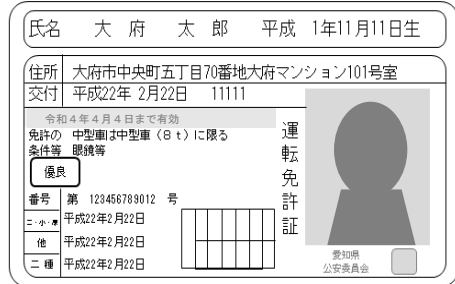 氏名 大府 太郎 平成 1年11月11日生
住所 大府市中央町五丁目70番地大府マンション101号室
交付 平成22年 2月22日 11111
令和4年4月4日まで有効
免許の 中型車は中型車(8t)に限る
条件等 眼鏡等
優良
番号 第 123456789012 号
二・小・原 平成22年2月22日
他 平成22年2月22日
二種 平成22年2月22日
運転免許証
愛知県
公安委員会